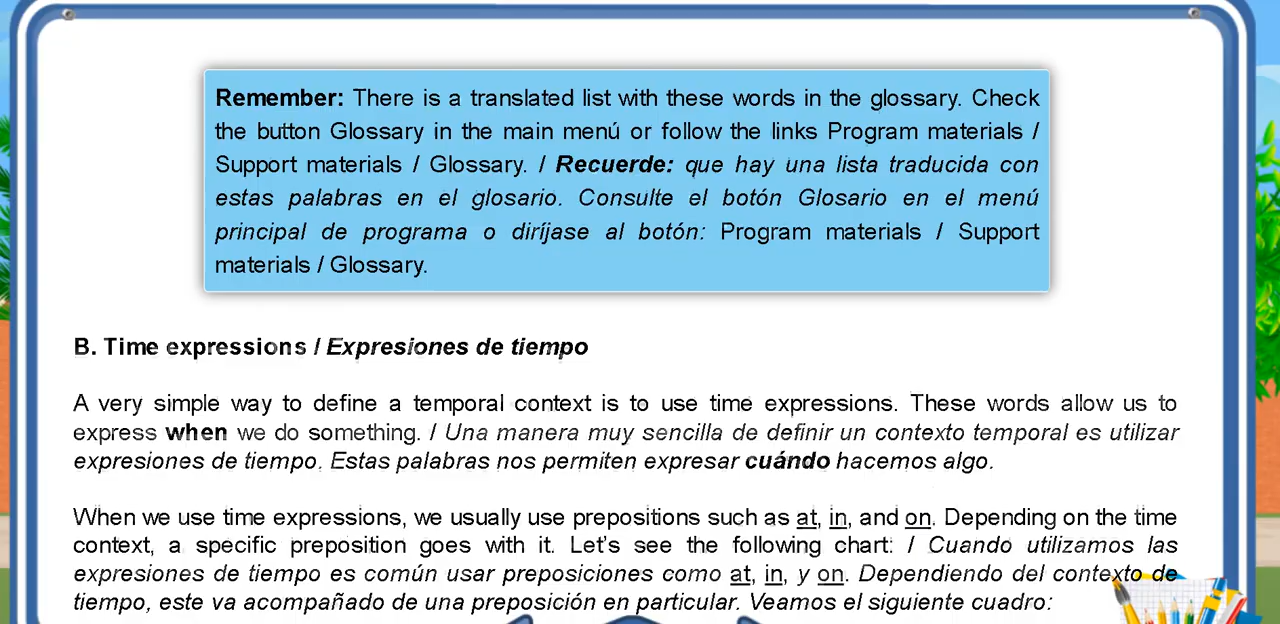 Remember: There is a translated list with these words in the glossary. Check
the button Glossary in the main menú or follow the links Program materials /
Support materials / Glossary. / Recuerde: que hay una lista traducida con
estas palabras en el glosario. Consulte el botón Glosario en el menú
principal de programa o diríjase al botón: Program materials / Support
materials / Glossary.
B. Time expressions / Expresiones de tiempo
A very simple way to define a temporal context is to use time expressions. These words allow us to
express when we do something. / Una manera muy sencilla de definir un contexto temporal es utilizar
expresiones de tiempo. Estas palabras nos permiten expresar cuándo hacemos algo.
When we use time expressions, we usually use prepositions such as at, in, and on. Depending on the time
context, a specific preposition goes with it. Let's see the following chart: / Cuando utilizamos las
expresiones de tiempo es común usar preposiciones como at, in, y on. Dependiendo del contexto de
tiempo, este va acompañado de una preposición en particular. Veamos el siguiente cuadro: